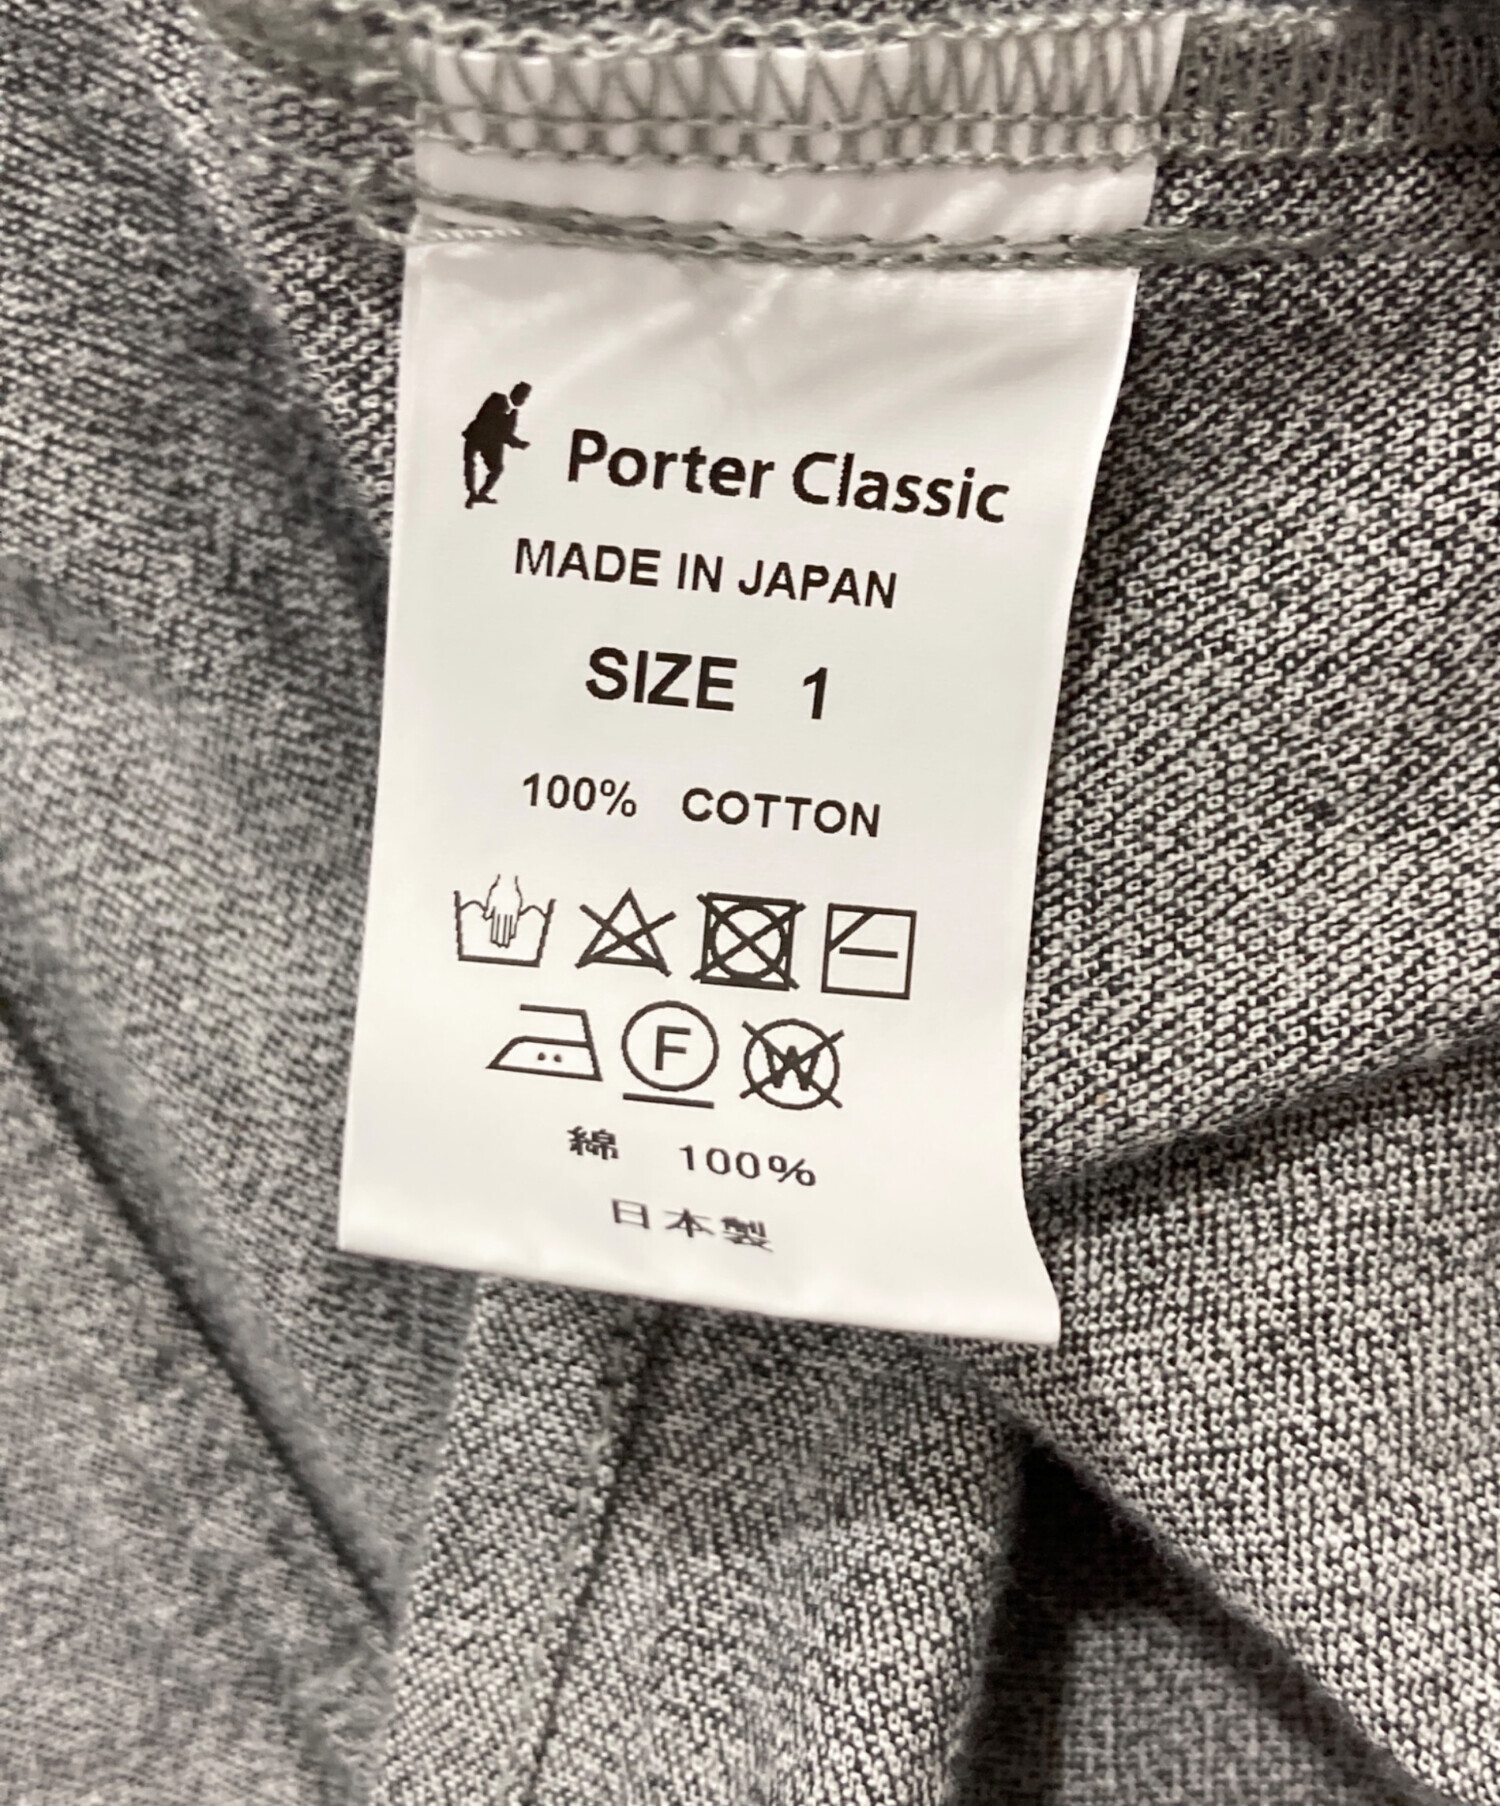 Porter Classic
MADE IN JAPAN
SIZE 1
100% COTTON
F W
綿 100%
日本製